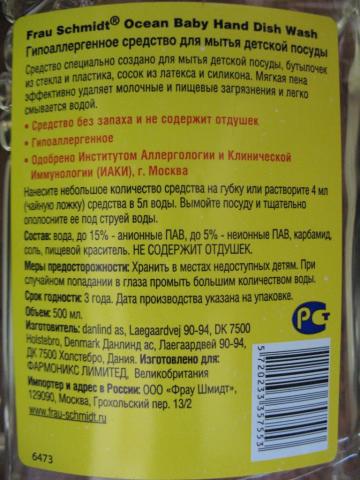 Frau Schmidt® Ocean Baby Hand Dish Wash
Гипоаллергенное средство для мытья детской посуды
Средство специально создано для мытья детской посуды, бутылочек
из стекла и пластика, сосок из латекса и силикона. Мягкая пена
эффективно удаляет молочные и пищевые загрязнения и легко
смывается водой.
• Средство без запаха и не содержит отдушек
• Гипоаллергенное
• Одобрено Институтом Аллергологии и Клинической
Иммунологии (ИАКИ), г. Москва
Нанесите небольшое количество средства на губку или растворите 4 мл
(чайную ложку) средства в 5л воды. Вымойте посуду и тщательно
ополосните ее под струей воды.
Состав: вода, до 15% - анионные ПАВ, до 5% - неионные ПАВ, карбамид,
соль, пищевой краситель. НЕ СОДЕРЖИТ ОТДУШЕК.
Меры предосторожности: Хранить в местах недоступных детям. При
случайном попадании в глаза промыть большим количеством воды.
Срок годности: 3 года. Дата производства указана на упаковке.
Объем: 500 мл.
Изготовитель: danlind as, Laegaardvej 90-94, DK 7500
Holstebro, Denmark Данлинд ас, Лаегаардвей 90-94,
ДК 7500 Холстебро, Дания. Изготовлено для:
ФАРМОНИКС ЛИМИТЕД, Великобритания
Импортер и адрес в России: ООО «Фрау Шмидт»,
129090, Москва, Грохольский пер. 13/2
www.frau-schmidt.ru
РСТ
6473